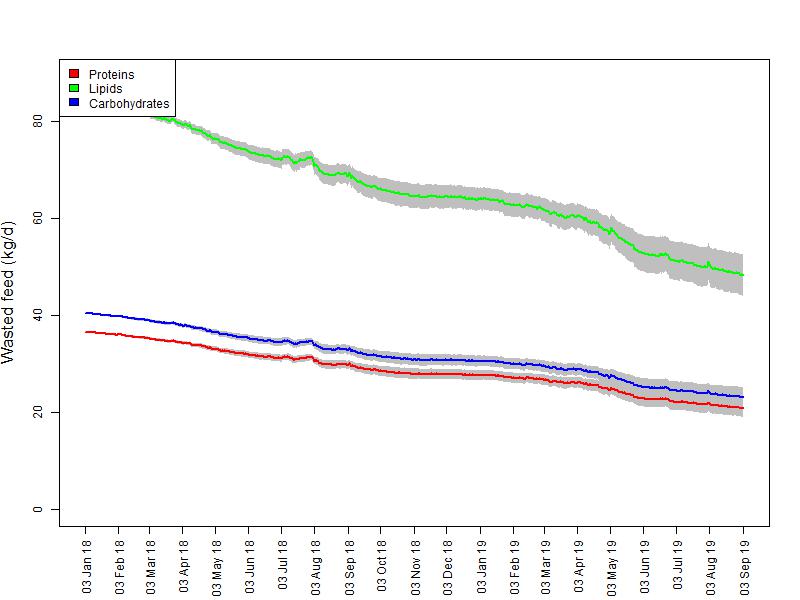 Proteins
Lipids
Carbohydrates
Wasted feed (kg/d)
80
60
40
20
0
03 Jan 18
03 Feb 18
03 Mar 18
03 Apr 18
03 May 18
03 Jun 18
03 Jul 18
03 Aug 18
03 Sep 18
03 Oct 18
03 Nov 18
03 Dec 18
03 Jan 19
03 Feb 19
03 Mar 19
03 Apr 19
03 May 19
03 Jun 19
03 Jul 19
03 Aug 19
03 Sep 19